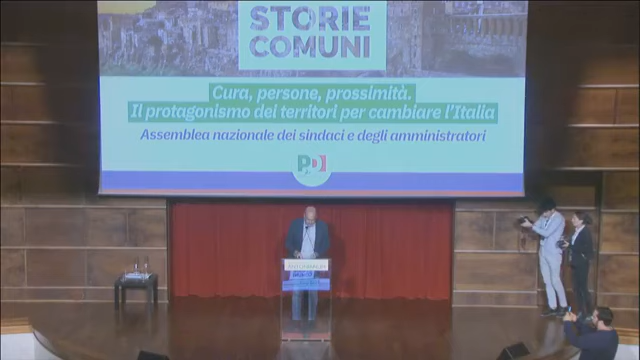 STORIE
COMUNI
Cura, persone, prossimità.
Il protagonismo dei territori per cambiare l'Italia
Assemblea nazionale dei sindaci e degli amministratori
PD